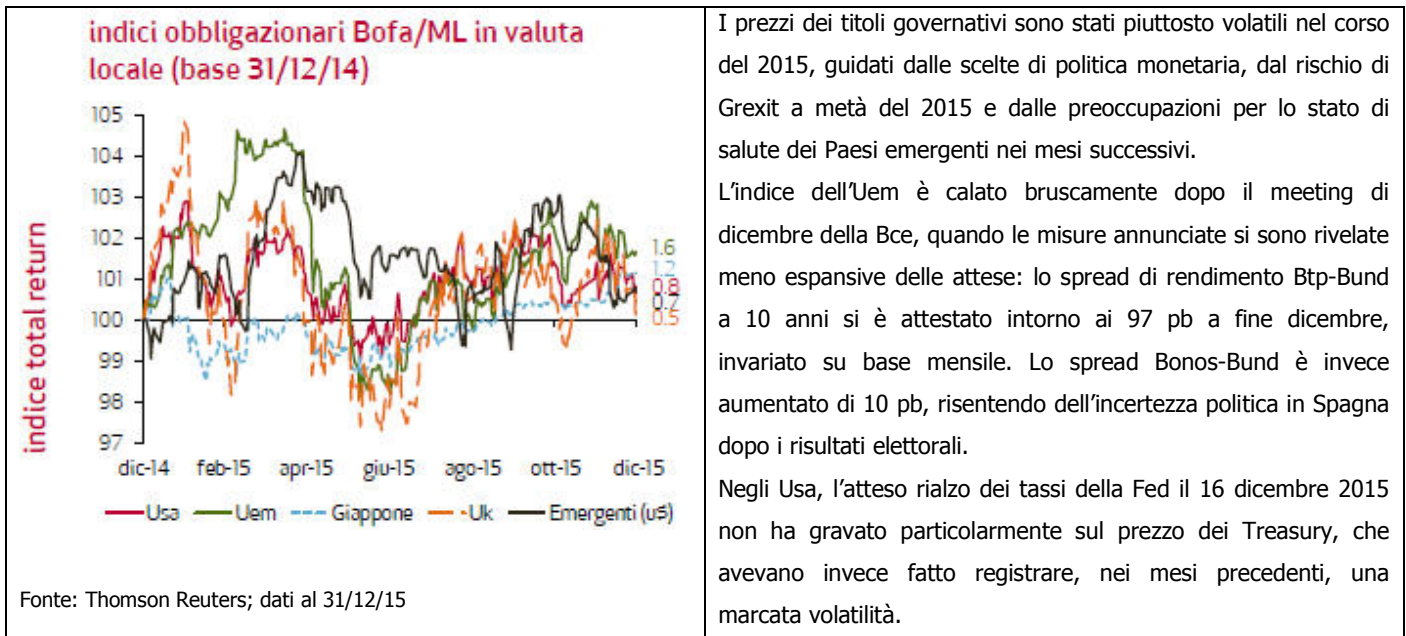 indici obbligazionari Bofa/ML in valuta
locale (base 31/12/14)
indice total return
105
104
103
102
101
100
99
98
97
1.6
1.2
0.8
0.7
0.5
dic-14 feb-15 apr-15 giu-15 ago-15 ott-15 dic-15
Usa Uem Giappone Uk Emergenti (u$)
Fonte: Thomson Reuters; dati al 31/12/15
I prezzi dei titoli governativi sono stati piuttosto volatili nel corso
del 2015, guidati dalle scelte di politica monetaria, dal rischio di
Grexit a metà del 2015 e dalle preoccupazioni per lo stato di
salute dei Paesi emergenti nei mesi successivi.
L'indice dell'Uem è calato bruscamente dopo il meeting di
dicembre della Bce, quando le misure annunciate si sono rivelate
meno espansive delle attese: lo spread di rendimento Btp-Bund
a 10 anni si è attestato intorno ai 97 pb a fine dicembre,
invariato su base mensile. Lo spread Bonos-Bund è invece
aumentato di 10 pb, risentendo dell'incertezza politica in Spagna
dopo i risultati elettorali.
Negli Usa, l'atteso rialzo dei tassi della Fed il 16 dicembre 2015
non ha gravato particolarmente sul prezzo dei Treasury, che
avevano invece fatto registrare, nei mesi precedenti, una
marcata volatilità.